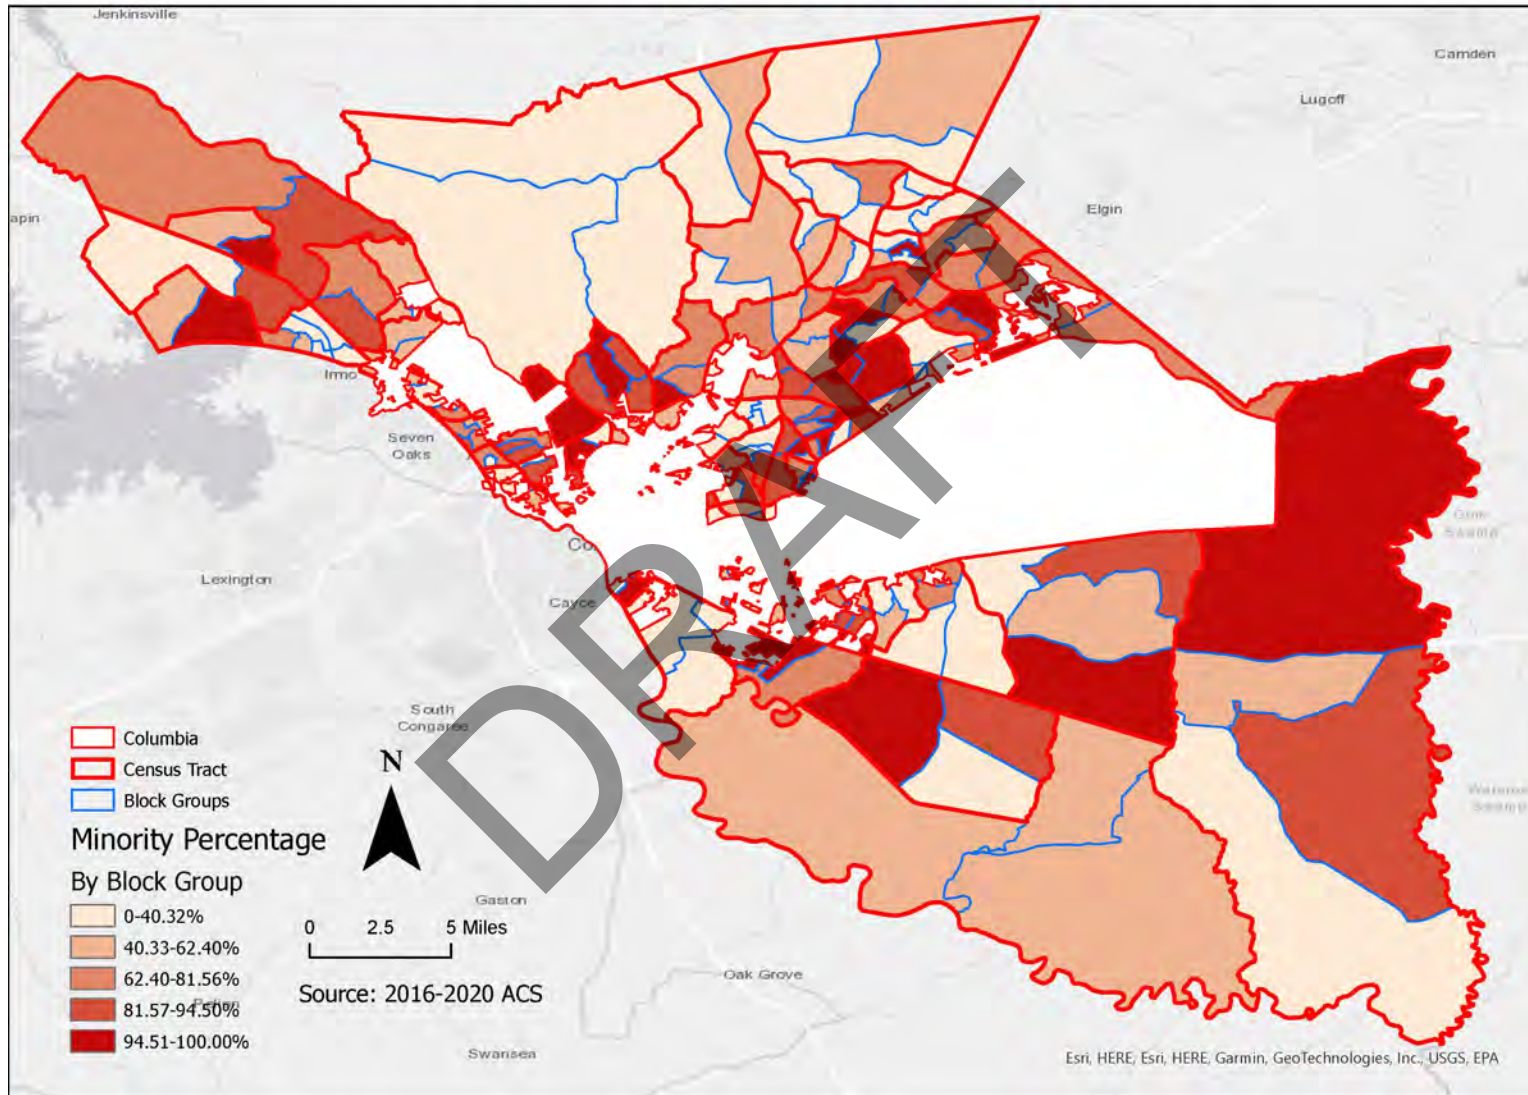 Jenkinsville
Camden
Lugoff
Elgin
apin
Irmo
Seven
Oaks
Lexington
Co
Cayce
South
Congaree
Gaston
Oak Grove
Swansea
Swamp
Swamp
DRAFT
Columbia
Census Tract
Block Groups
Minority Percentage
By Block Group
0-40.32%
40.33-62.40%
62.40-81.56%
81.57-94.50%
94.51-100.00%
N
0 2.5 5 Miles
Source: 2016-2020 ACS
Esri, HERE, Esri, HERE, Garmin, GeoTechnologies, Inc., USGS, EPA